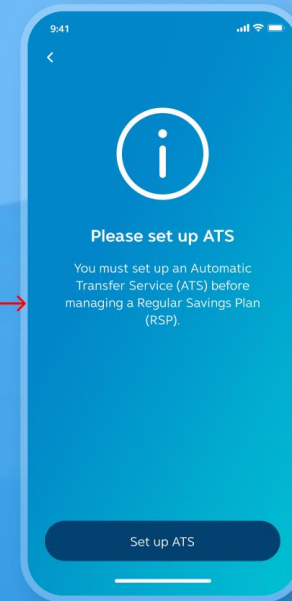 9:41
Please set up ATS
You must set up an Automatic
Transfer Service (ATS) before
managing a Regular Savings Plan
(RSP).
Set up ATS